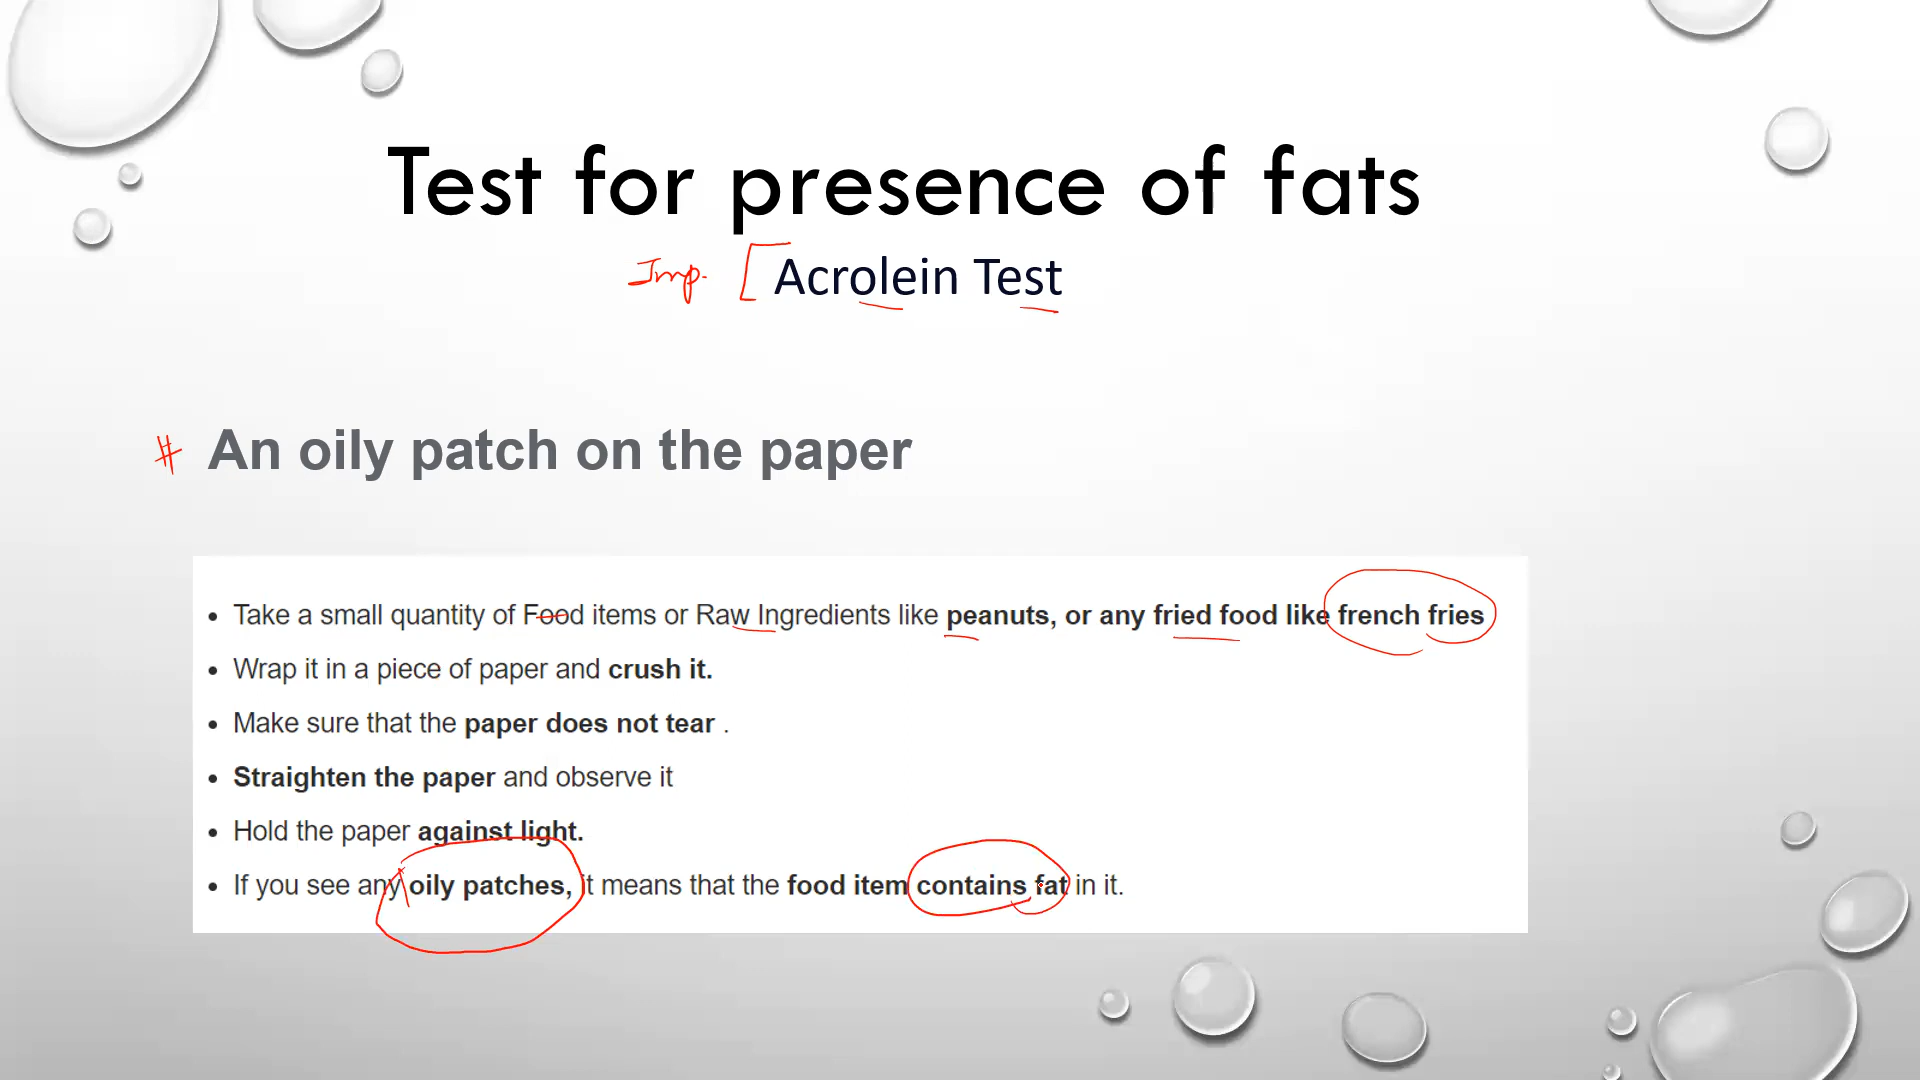 Test for presence of fats
Imp. [ Acrolein Test
# An oily patch on the paper
• Take a small quantity of Food items or Raw Ingredients like peanuts, or any fried food like french fries
• Wrap it in a piece of paper and crush it.
• Make sure that the paper does not tear .
• Straighten the paper and observe it
• Hold the paper against light.
• If you see any oily patches, it means that the food item contains fat in it.